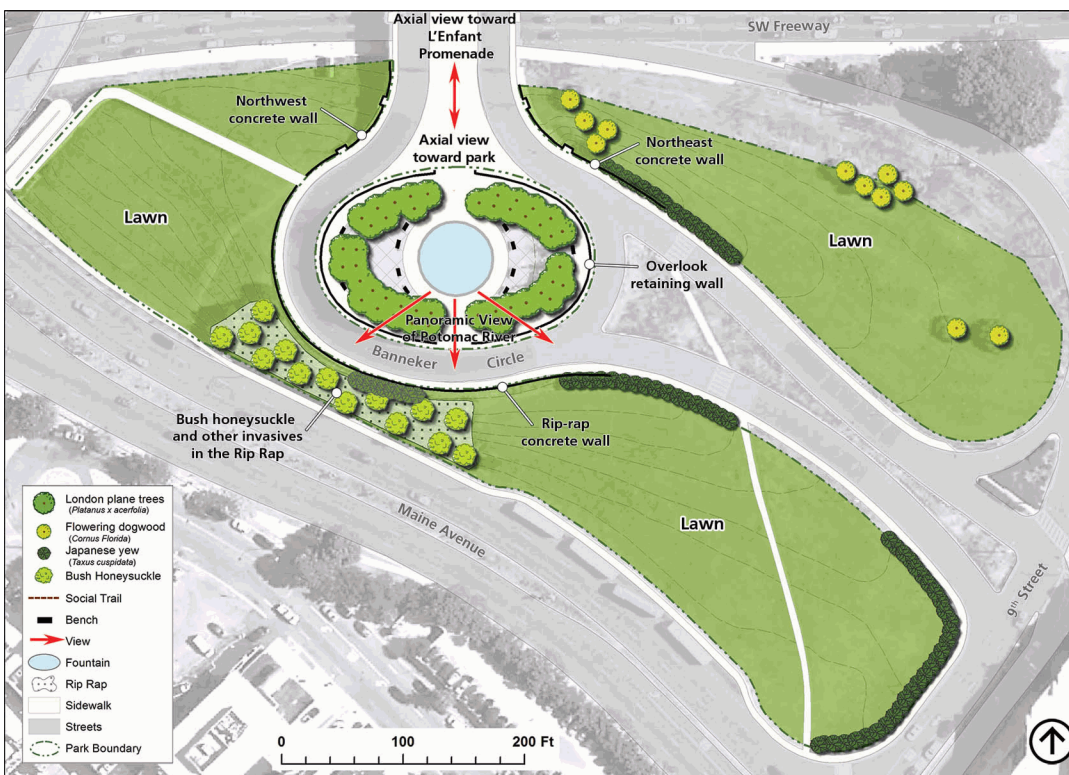 Axial view toward
L'Enfant
Promenade
SW Freeway
Northwest
concrete wall
Axial view
toward park
Northeast
concrete wall
Lawn
Lawn
Overlook
retaining wall
Panoramic View
of Potomac River
Banneker Circle
Bush honeysuckle
and other invasives
in the Rip Rap
Rip-rap
concrete wall
Lawn
Maine Avenue
9th Street
London plane trees
(Platanus x acerfolia)
Flowering dogwood
(Cornus Florida)
Japanese yew
(Taxus cuspidata)
Bush Honeysuckle
Social Trail
Bench
View
Fountain
Rip Rap
Sidewalk
Streets
Park Boundary
0 100 200 Ft